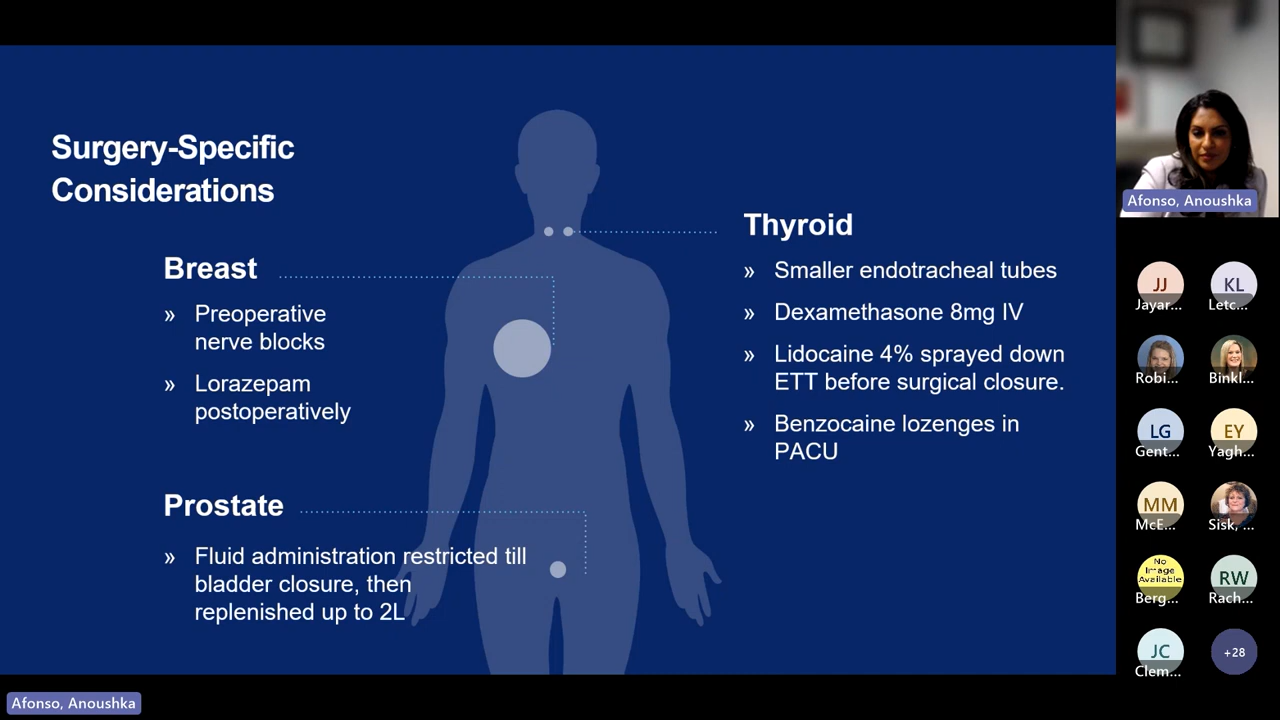 Surgery-Specific
Considerations
Breast
» Preoperative
nerve blocks
» Lorazepam
postoperatively
Prostate
» Fluid administration restricted till
bladder closure, then
replenished up to 2L
Thyroid
» Smaller endotracheal tubes
» Dexamethasone 8mg IV
» Lidocaine 4% sprayed down
ETT before surgical closure.
» Benzocaine lozenges in
PACU
Afonso, Anoushka
JJ
Jayar...
KL
Letc...
Robi...
Binkl...
LG
Gent...
EY
Yagh...
MM
McE...
Sisk, ...
No
Image
Available
Berg...
RW
Rach...
JC
Clem...
+28
Afonso, Anoushka